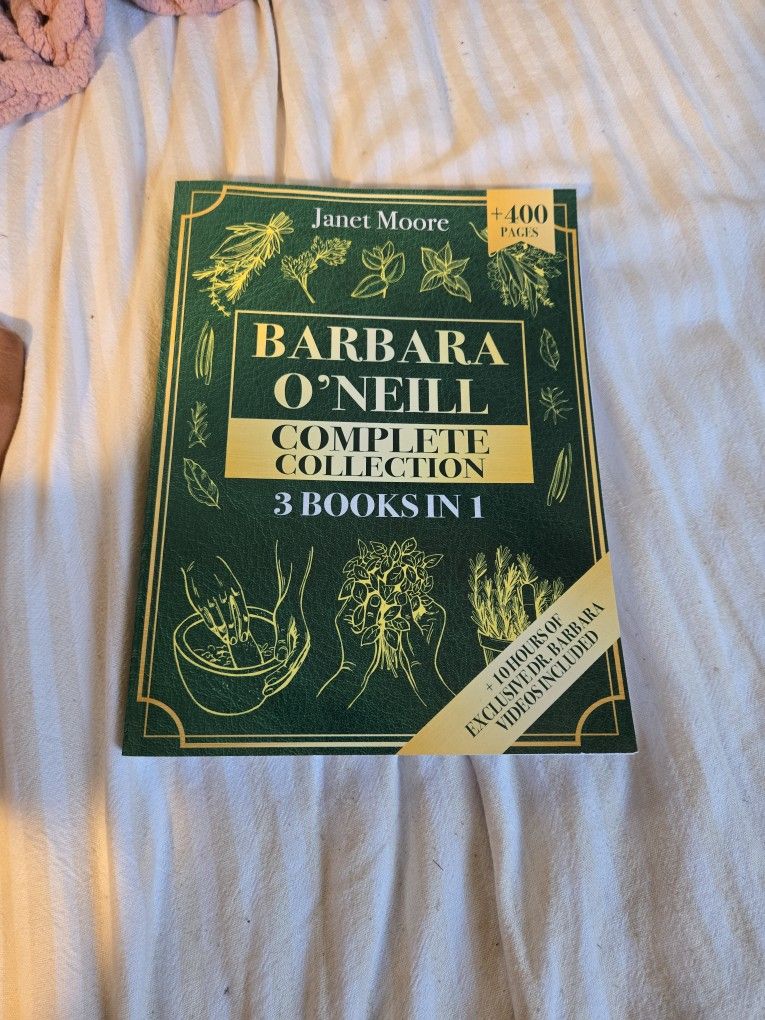 Janet Moore
+400
PAGES
BARBARA
O'NEILL
COMPLETE
COLLECTION
3 BOOKS IN 1
+ 10 HOURS OF
EXCLUSIVE DR. BARBARA
VIDEOS INCLUDED